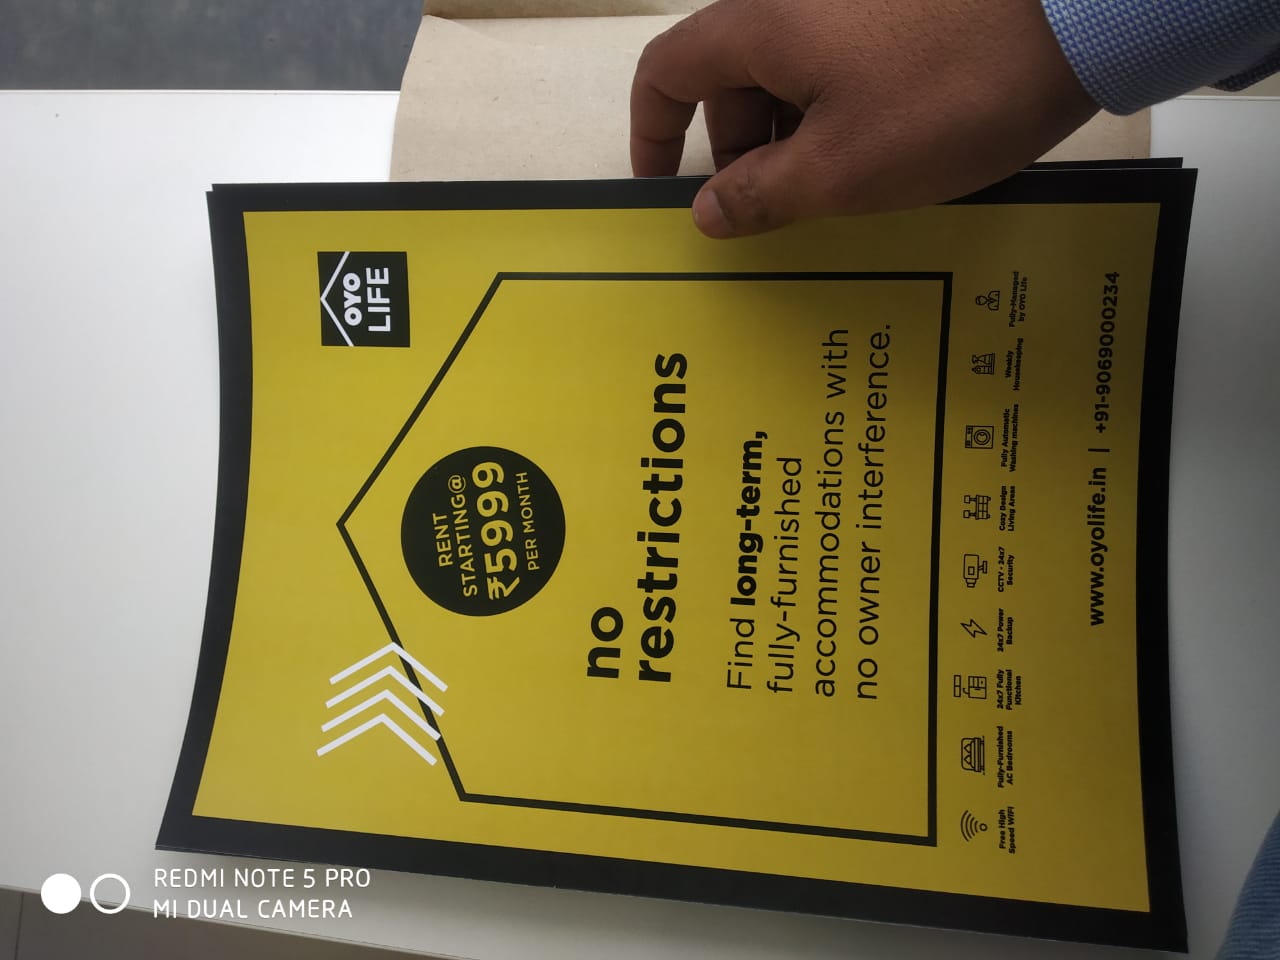 OYO
LIFE
RENT
STARTING@
₹5999
PER MONTH
no
restrictions
Find long-term,
fully-furnished
accommodations with
no owner interference.
Free High
Speed WIFI
Fully-Furnished
AC Bedrooms
24x7 Fully
Functional
Kitchen
24x7 Power
Backup
CCTV - 24x7
Security
Cozy Design
Living Areas
Fully Automatic
Washing machines
Weekly
Housekeeping
Fully-Managed
by OYO Life
www.oyolife.in | +91-9069000234
REDMI NOTE 5 PRO
MI DUAL CAMERA